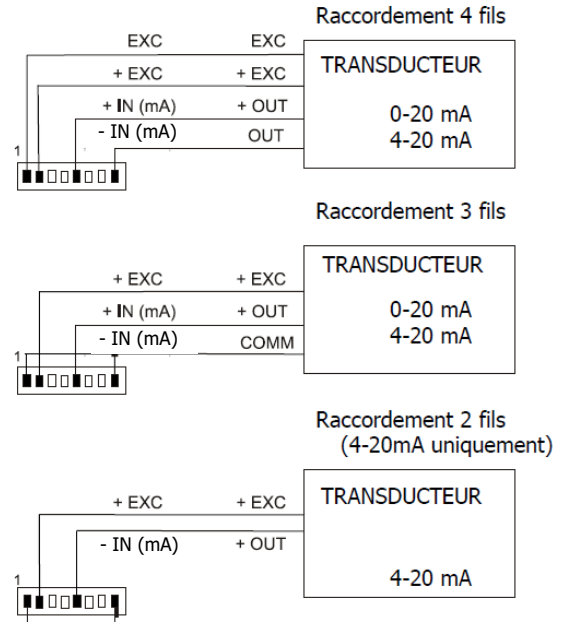 Raccordement 4 fils
EXC EXC
TRANSDUCTEUR
+ EXC + EXC
+ IN (mA) + OUT
0-20 mA
- IN (mA) OUT
4-20 mA
1
Raccordement 3 fils
TRANSDUCTEUR
+ EXC + EXC
+ IN (mA) + OUT
0-20 mA
- IN (mA) COMM
4-20 mA
1
Raccordement 2 fils
(4-20mA uniquement)
TRANSDUCTEUR
+ EXC + EXC
- IN (mA) + OUT
4-20 mA
1